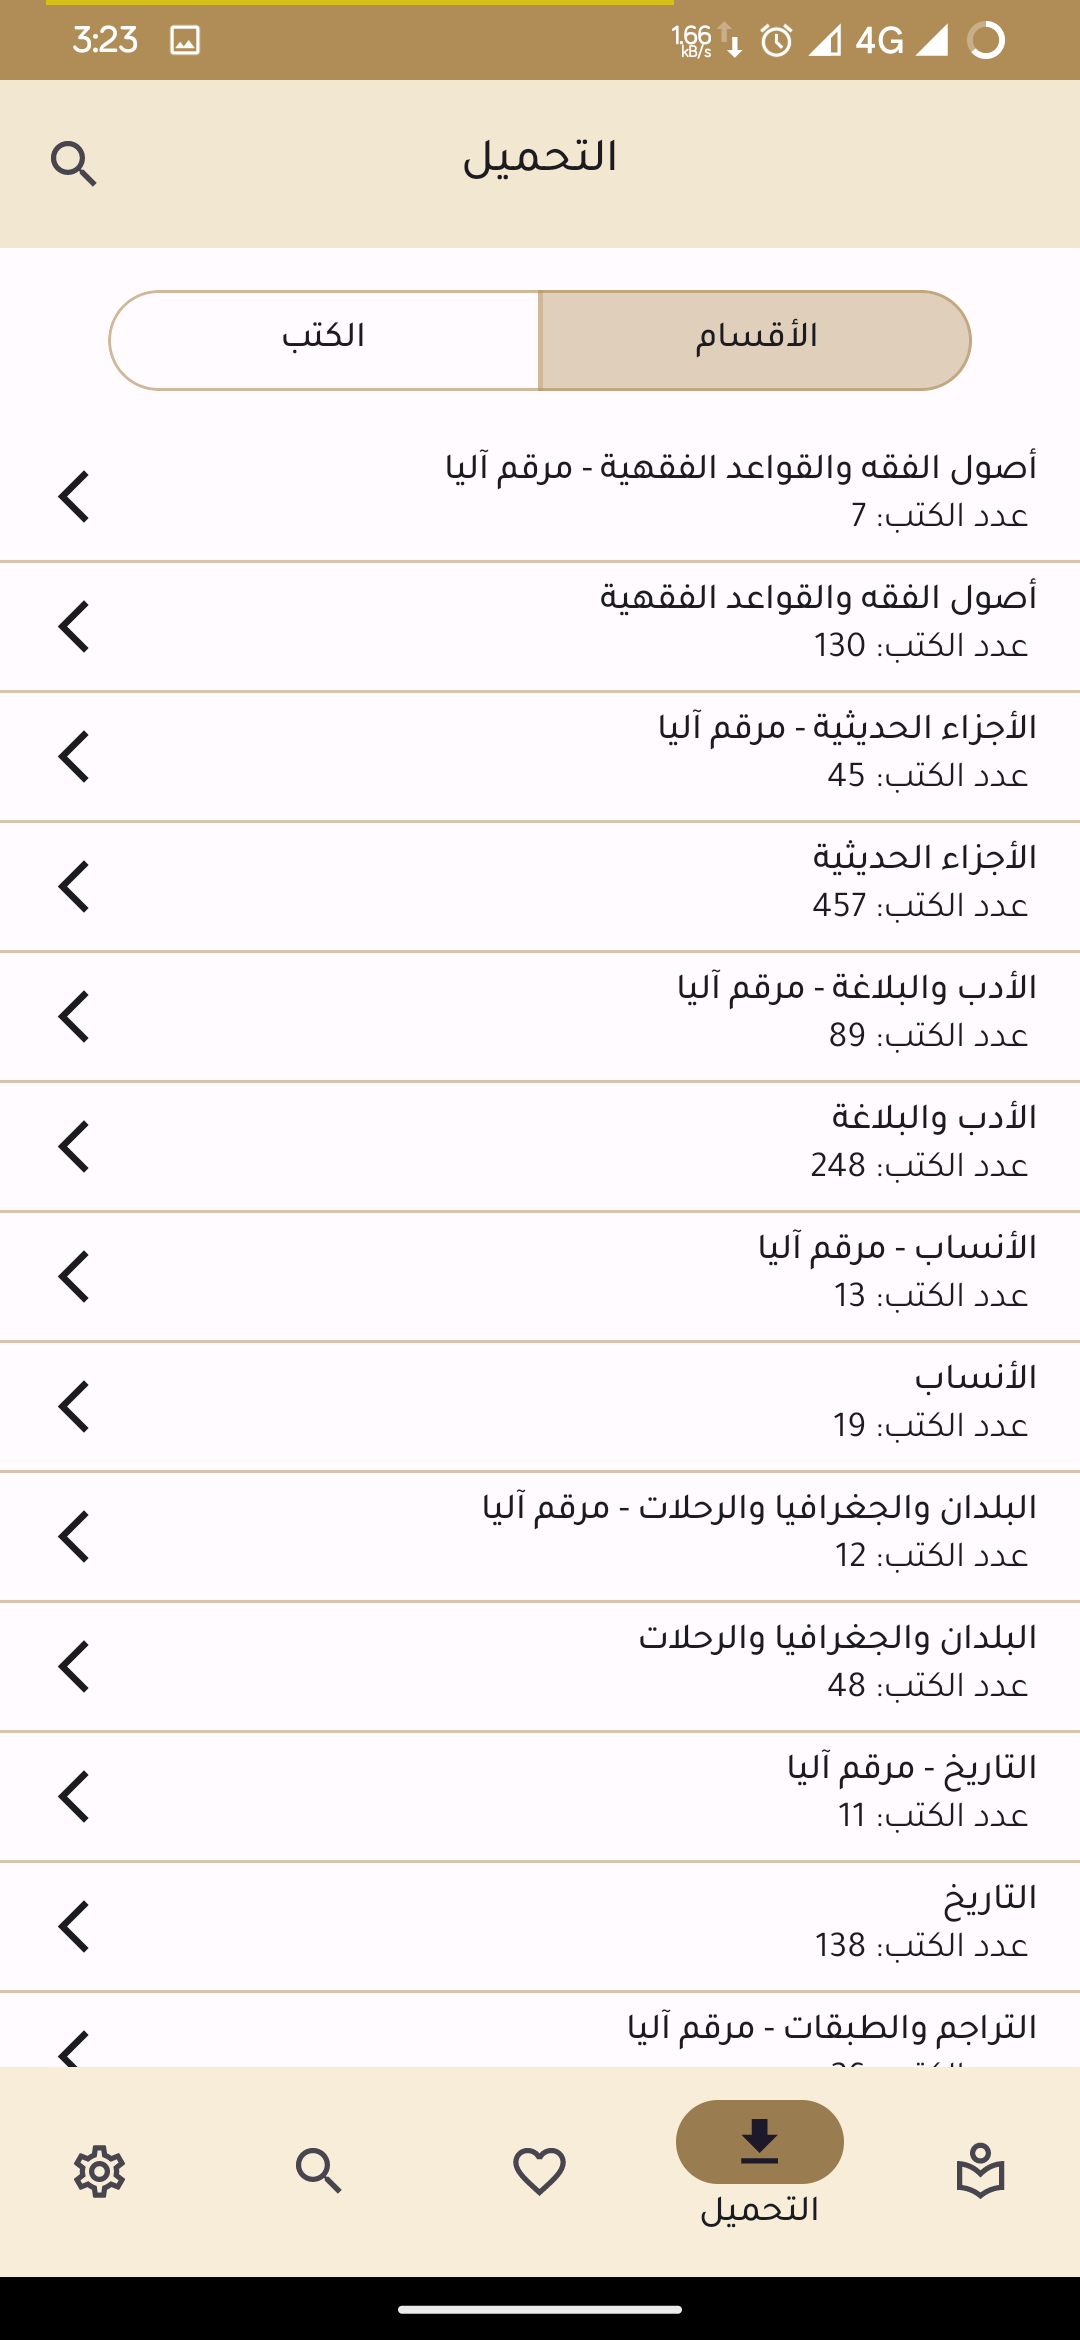 3:23
1.66 kB/s 4G
التحميل
الأقسام
الكتب
أصول الفقه والقواعد الفقهية - مرقم آليا
عدد الكتب: 7
أصول الفقه والقواعد الفقهية
عدد الكتب: 130
الأجزاء الحديثية - مرقم آليا
عدد الكتب: 45
الأجزاء الحديثية
عدد الكتب: 457
الأدب والبلاغة - مرقم آليا
عدد الكتب: 89
الأدب والبلاغة
عدد الكتب: 248
الأنساب - مرقم آليا
عدد الكتب: 13
الأنساب
عدد الكتب: 19
البلدان والجغرافيا والرحلات - مرقم آليا
عدد الكتب: 12
البلدان والجغرافيا والرحلات
عدد الكتب: 48
التاريخ - مرقم آليا
عدد الكتب: 11
التاريخ
عدد الكتب: 138
التراجم والطبقات - مرقم آليا
التحميل